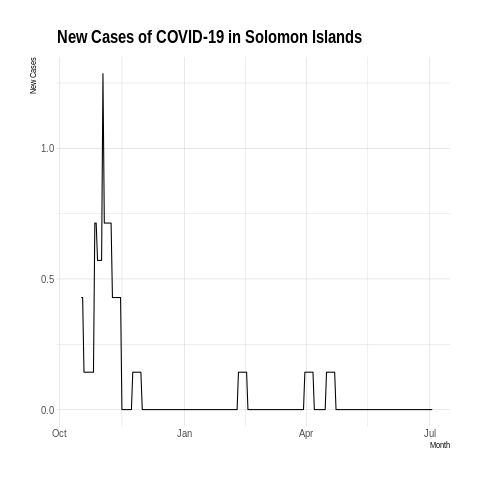 New Cases of COVID-19 in Solomon Islands
New Cases
1.0
0.5
0.0
Oct Jan Apr Jul
Month